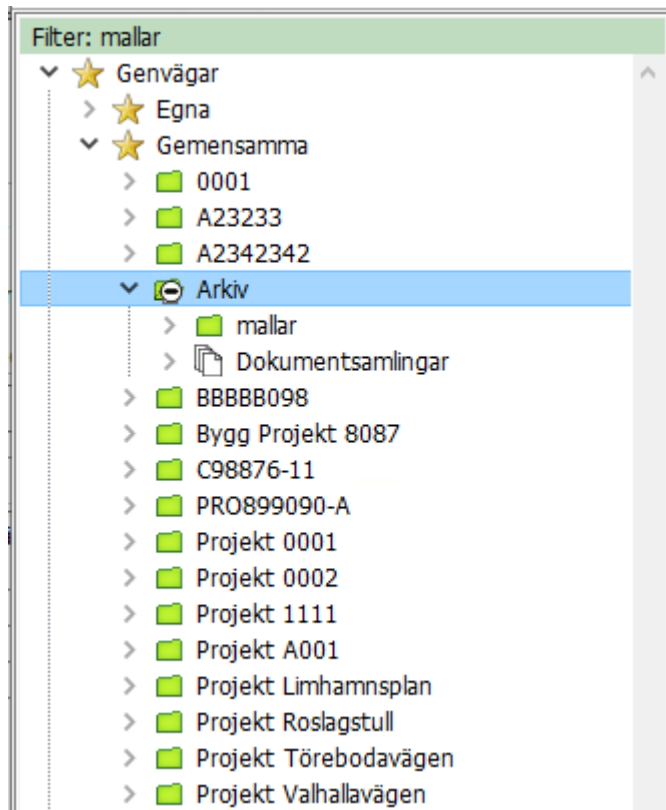 Filter: mallar
Genvägar
Egna
Gemensamma
0001
A23233
A2342342
Arkiv
mallar
Dokumentsamlingar
BBBBB098
Bygg Projekt 8087
C98876-11
PRO899090-A
Projekt 0001
Projekt 0002
Projekt 1111
Projekt A001
Projekt Limhamnsplan
Projekt Roslagstull
Projekt Törebodavägen
Projekt Valhallavägen